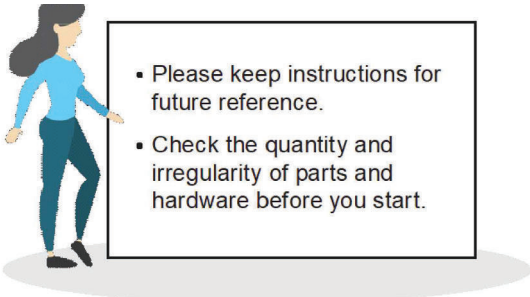 ▪ Please keep instructions for
future reference.
▪ Check the quantity and
irregularity of parts and
hardware before you start.